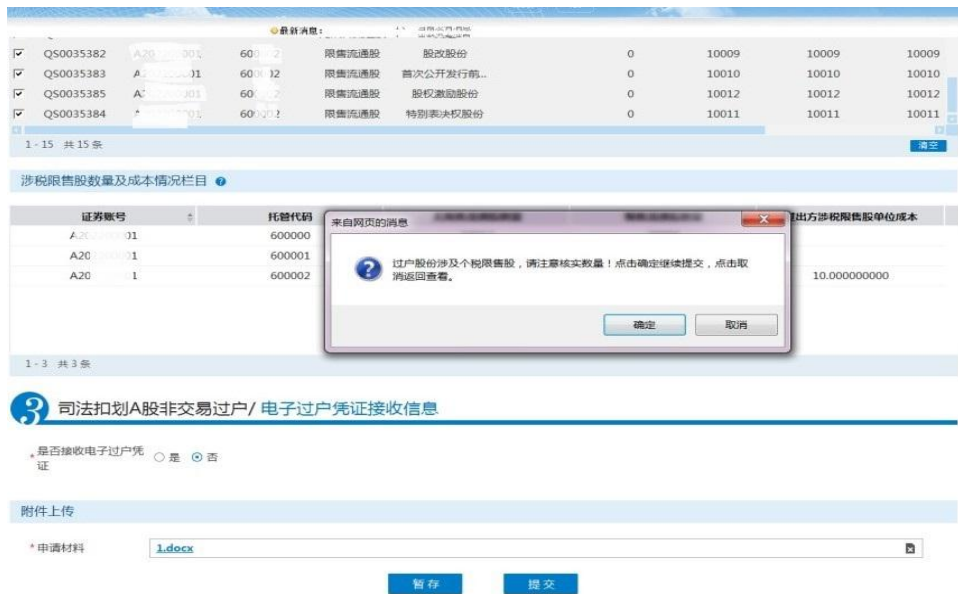 最新消息:
QS0035382 限售流通股 股改股份 0 10009 10009 10009
QS0035383 限售流通股 首次公开发行前... 0 10010 10010 10010
QS0035385 限售流通股 股权激励股份 0 10012 10012 10012
QS0035384 限售流通股 特别表决权股份 0 10011 10011 10011
1 - 15 共 15 条 清空
涉税限售股数量及成本情况栏目
证券账号 托管代码 出方涉税限售股单位成本
600000
600001
600002 10.000000000
来自网页的消息
过户股份涉及个税限售股，请注意核实数量！点击确定继续提交，点击取
消返回查看。
确定 取消
1 - 3 共 3 条
3 司法扣划A股非交易过户/ 电子过户凭证接收信息
*是否接收电子过户凭
证 是 否
附件上传
*申请材料 1.docx
暂存 提交